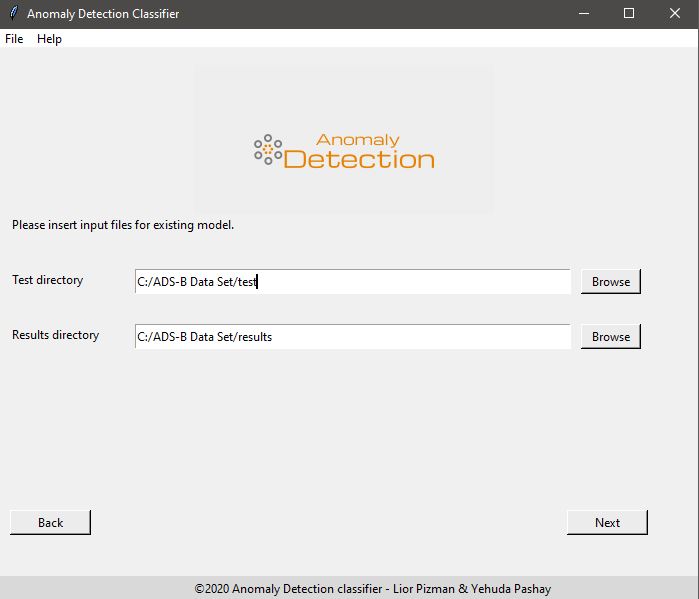 Anomaly Detection Classifier
File Help
Anomaly
Detection
Please insert input files for existing model.
Test directory C:/ADS-B Data Set/test Browse
Results directory C:/ADS-B Data Set/results Browse
Back Next
©2020 Anomaly Detection classifier - Lior Pizman & Yehuda Pashay